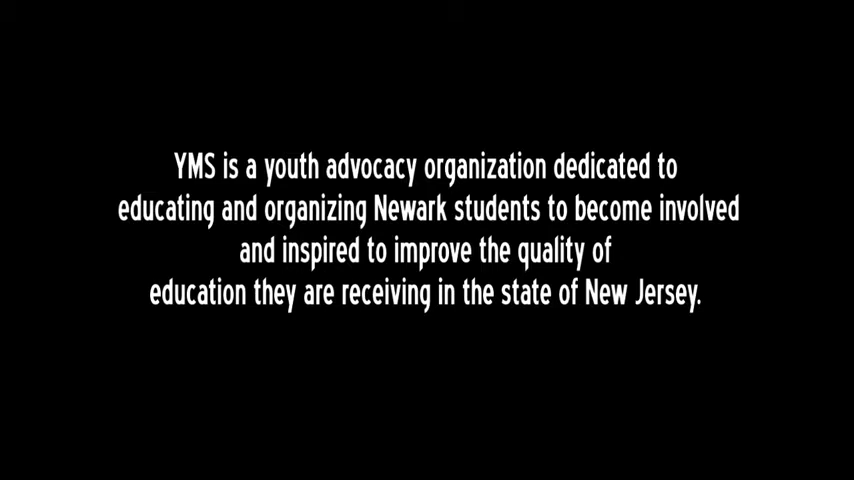 YMS is a youth advocacy organization dedicated to
educating and organizing Newark students to become involved
and inspired to improve the quality of
education they are receiving in the state of New Jersey.